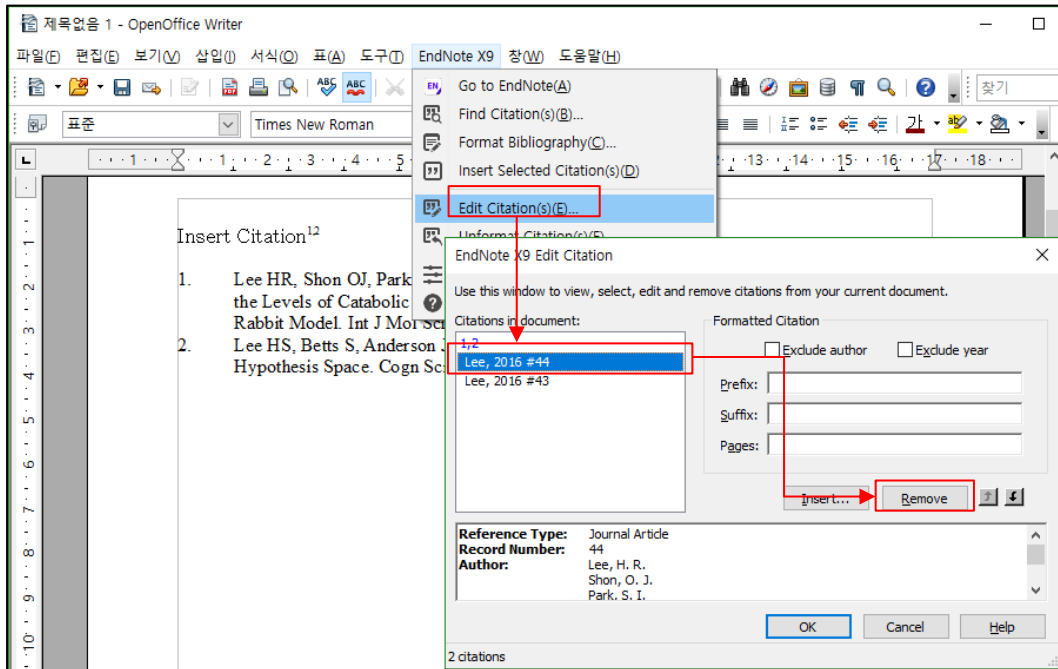 제목없음 1 - OpenOffice Writer
파일(F) 편집(E) 보기(V) 삽입(I) 서식(O) 표(A) 도구(T) EndNote X9 창(W) 도움말(H)
찾기
표준 Times New Roman
Go to EndNote(A)
Find Citation(s)(B)...
Format Bibliography(C)...
Insert Selected Citation(s)(D)
Edit Citation(s)(E)...
Unformat Citation(s)(F)
Insert Citation1,2
1. Lee HR, Shon OJ, Park
the Levels of Catabolic
Rabbit Model. Int J Mol Sci
2. Lee HS, Betts S, Anderson J
Hypothesis Space. Cogn Sci
EndNote X9 Edit Citation
Use this window to view, select, edit and remove citations from your current document.
Citations in document:
1,2
Lee, 2016 #44
Lee, 2016 #43
Formatted Citation
Exclude author Exclude year
Prefix:
Suffix:
Pages:
Insert... Remove
Reference Type: Journal Article
Record Number: 44
Author: Lee, H. R.
Shon, O. J.
Park, S. I.
OK Cancel Help
2 citations